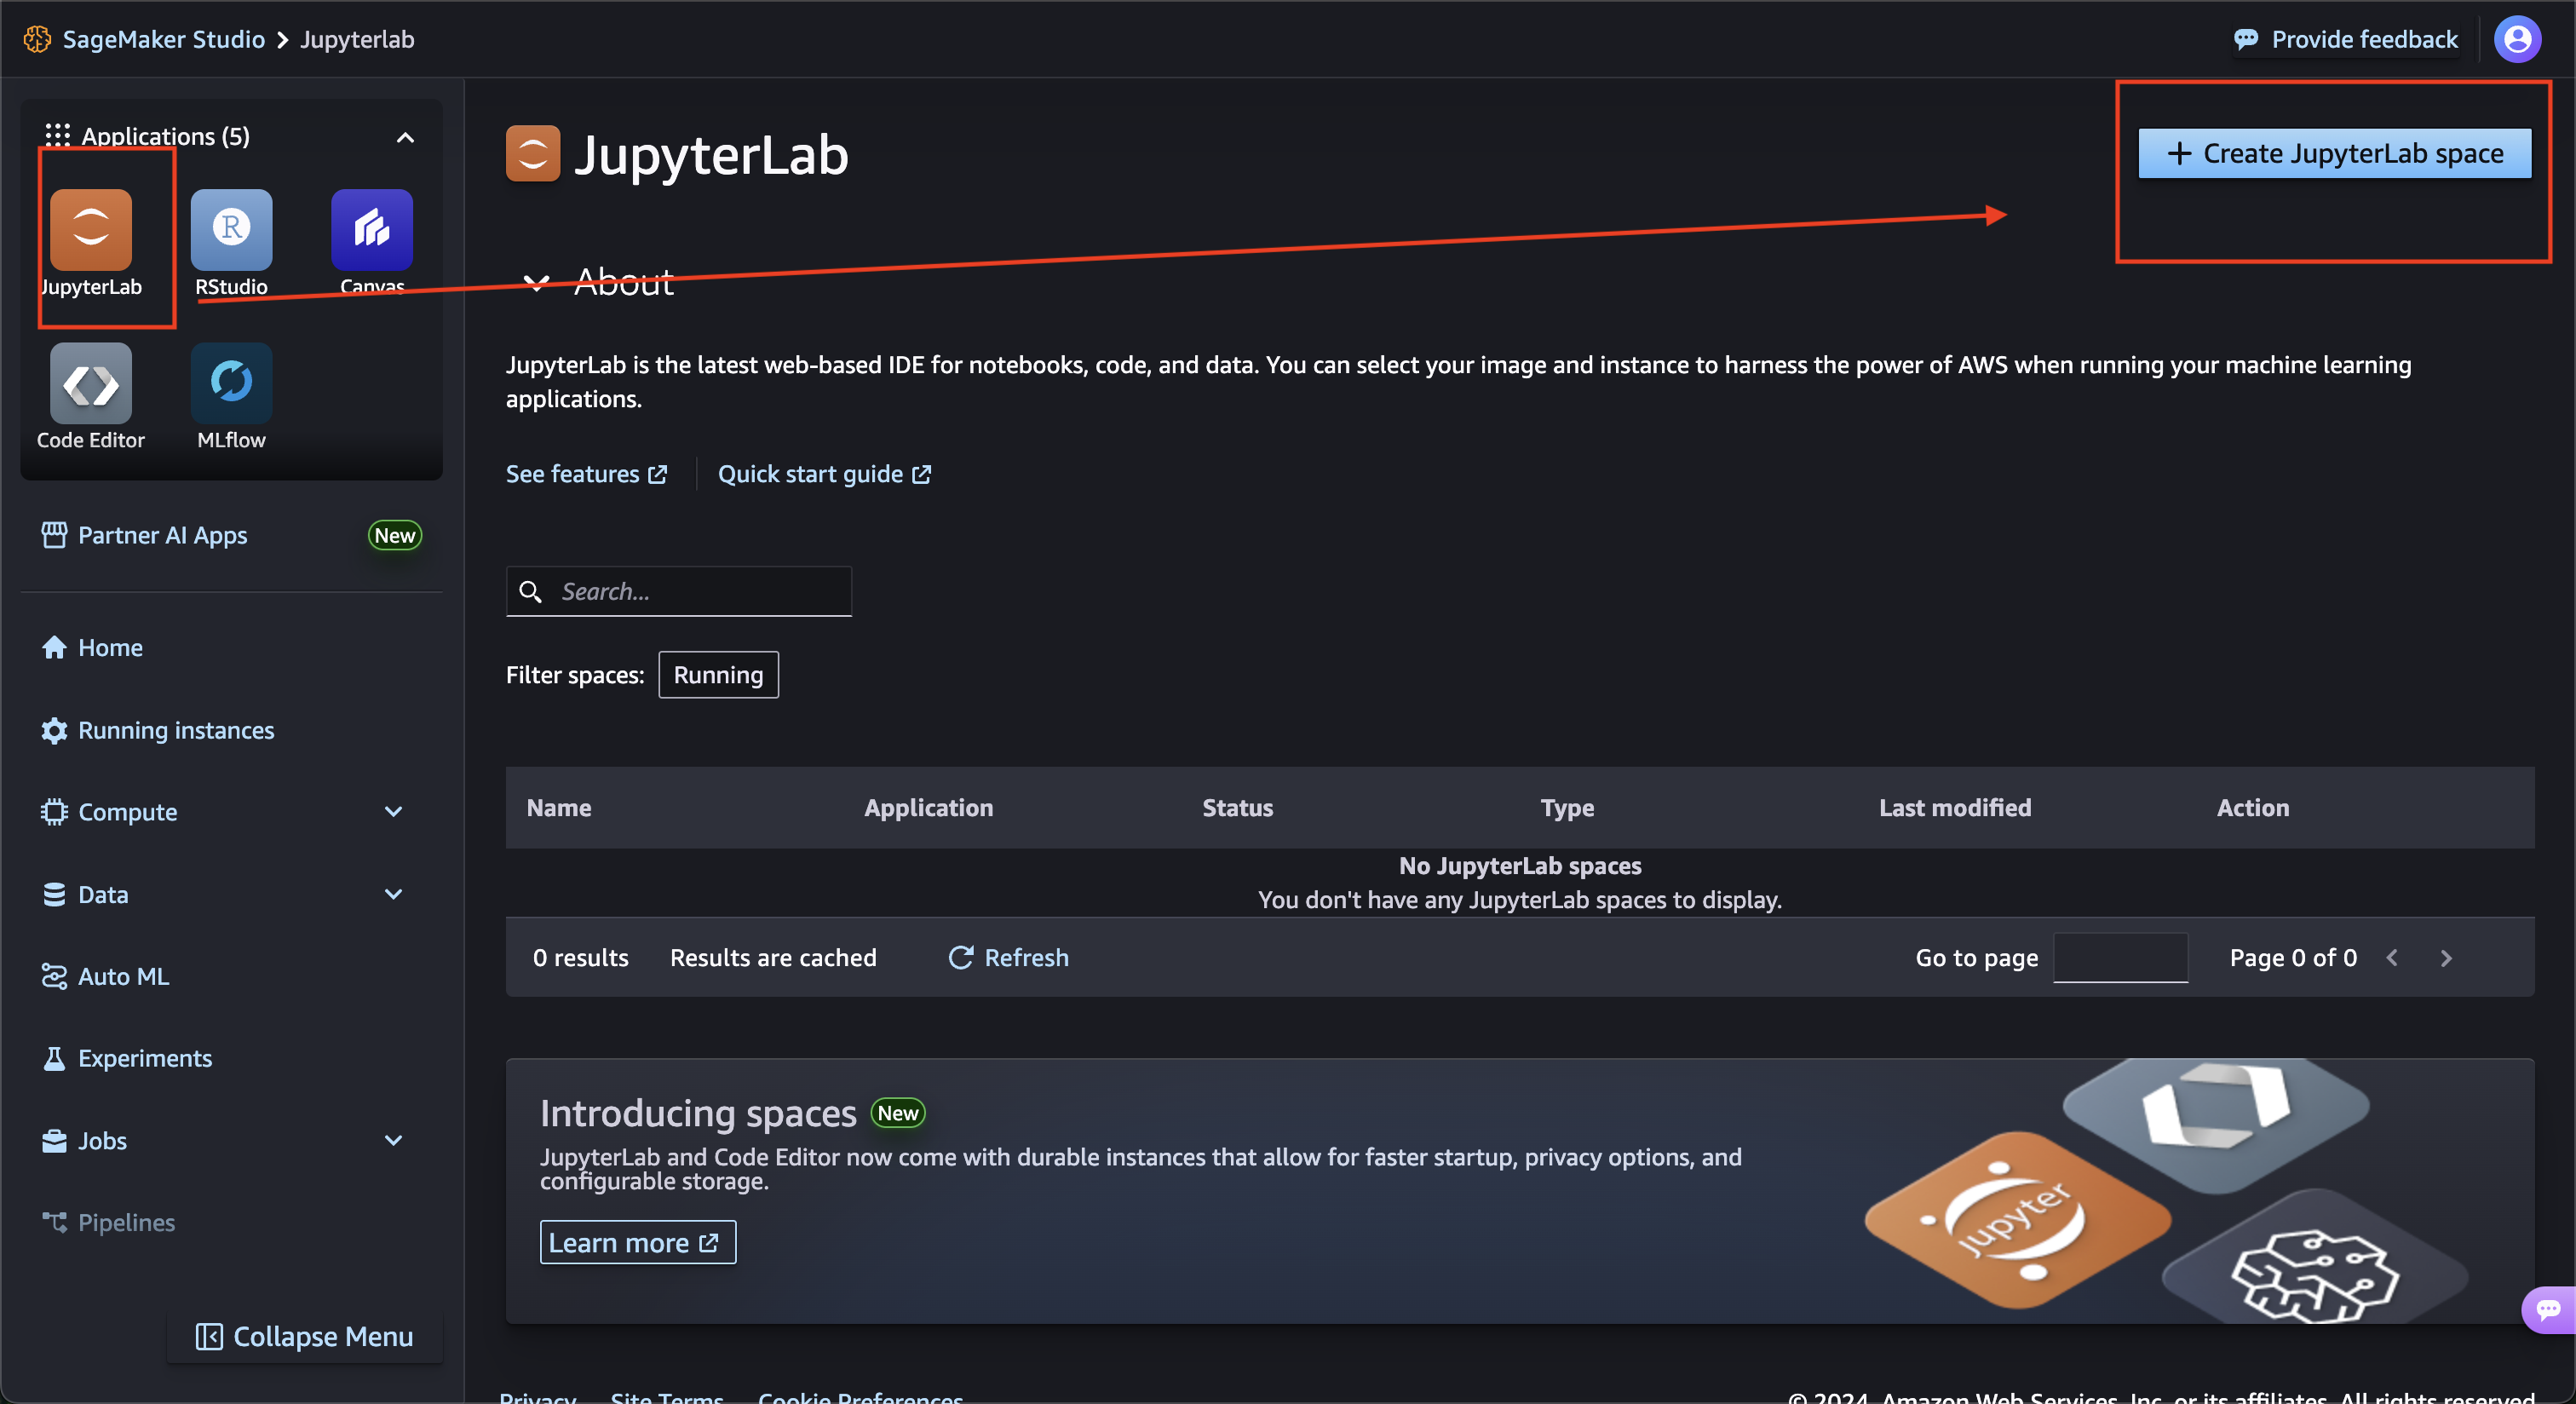 SageMaker Studio > Jupyterlab
Provide feedback
Applications (5)
JupyterLab
RStudio
Canvas
Code Editor
MLflow
Partner AI Apps
New
Home
Running instances
Compute
Data
Auto ML
Experiments
Jobs
Pipelines
Collapse Menu
JupyterLab
+ Create JupyterLab space
About
JupyterLab is the latest web-based IDE for notebooks, code, and data. You can select your image and instance to harness the power of AWS when running your machine learning
applications.
See features
Quick start guide
Search...
Filter spaces: Running
Name Application Status Type Last modified Action
No JupyterLab spaces
You don't have any JupyterLab spaces to display.
0 results Results are cached Refresh Go to page Page 0 of 0
Introducing spaces New
JupyterLab and Code Editor now come with durable instances that allow for faster startup, privacy options, and
configurable storage.
Learn more
jupyter
Privacy Site Terms Cookie Preferences © 2024, Amazon Web Services, Inc. or its affiliates. All rights reserved